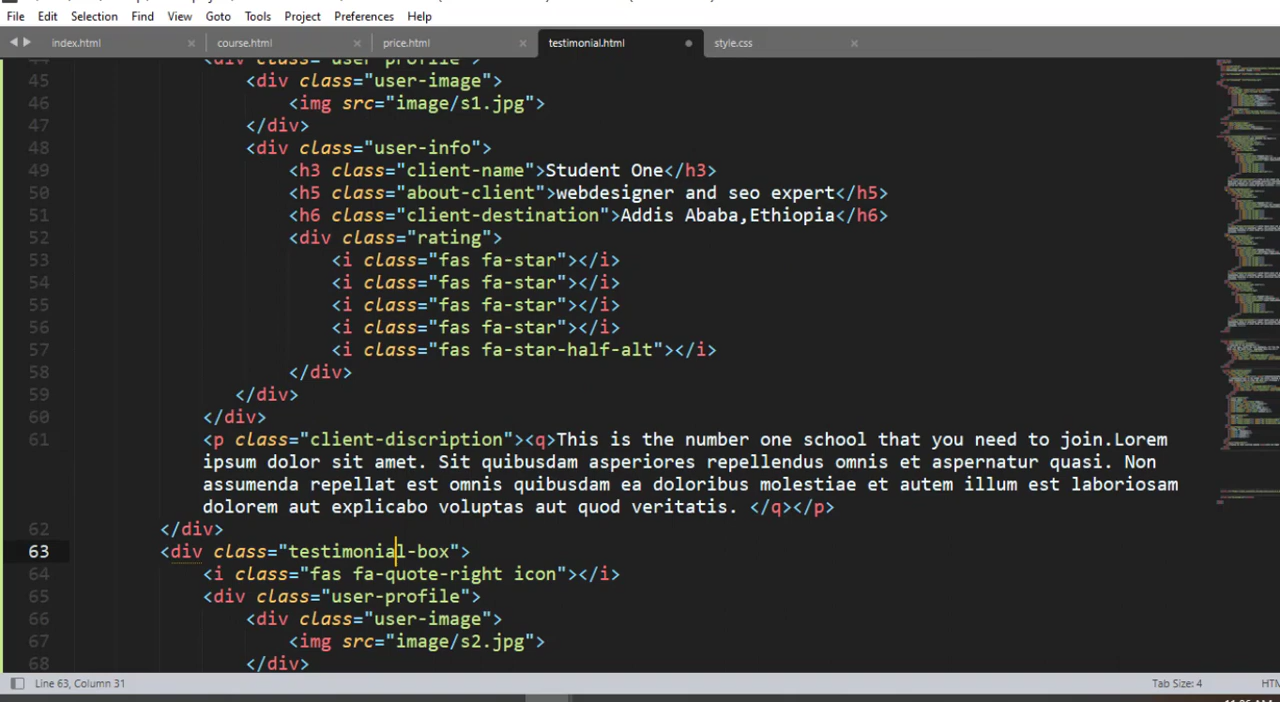 File Edit Selection Find View Goto Tools Project Preferences Help
index.html × course.html × price.html × testimonial.html style.css ×
44 <div class="user-profile">
45 <div class="user-image">
46 <img src="image/s1.jpg">
47 </div>
48 <div class="user-info">
49 <h3 class="client-name">Student One</h3>
50 <h5 class="about-client">webdesigner and seo expert</h5>
51 <h6 class="client-destination">Addis Ababa,Ethiopia</h6>
52 <div class="rating">
53 <i class="fas fa-star"></i>
54 <i class="fas fa-star"></i>
55 <i class="fas fa-star"></i>
56 <i class="fas fa-star"></i>
57 <i class="fas fa-star-half-alt"></i>
58 </div>
59 </div>
60 </div>
61 <p class="client-discription"><q>This is the number one school that you need to join.Lorem
ipsum dolor sit amet. Sit quibusdam asperiores repellendus omnis et aspernatur quasi. Non
assumenda repellat est omnis quibusdam ea doloribus molestiae et autem illum est laboriosam
dolorem aut explicabo voluptas aut quod veritatis. </q></p>
62 </div>
63 <div class="testimonial-box">
64 <i class="fas fa-quote-right icon"></i>
65 <div class="user-profile">
66 <div class="user-image">
67 <img src="image/s2.jpg">
68 </div>
Line 63, Column 31 Tab Size: 4 HTM